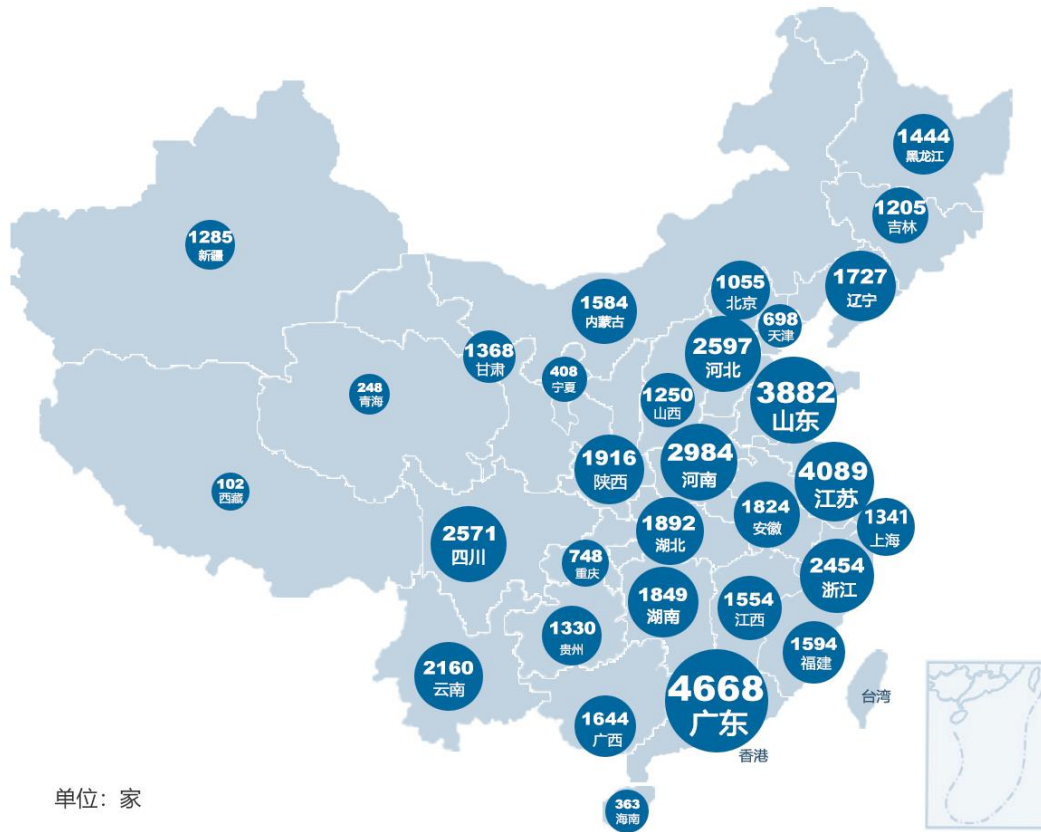 1444
黑龙江
1205
吉林
1285
新疆
1727
辽宁
1055
北京
1584
内蒙古
698
天津
2597
河北
1368
甘肃
408
宁夏
248
青海
1250
山西
3882
山东
2984
河南
1916
陕西
4089
江苏
102
西藏
1824
安徽
1341
上海
1892
湖北
2571
四川
748
重庆
2454
浙江
1849
湖南
1554
江西
1330
贵州
1594
福建
2160
云南
4668
广东
台湾
1644
广西
香港
单位：家
363
海南